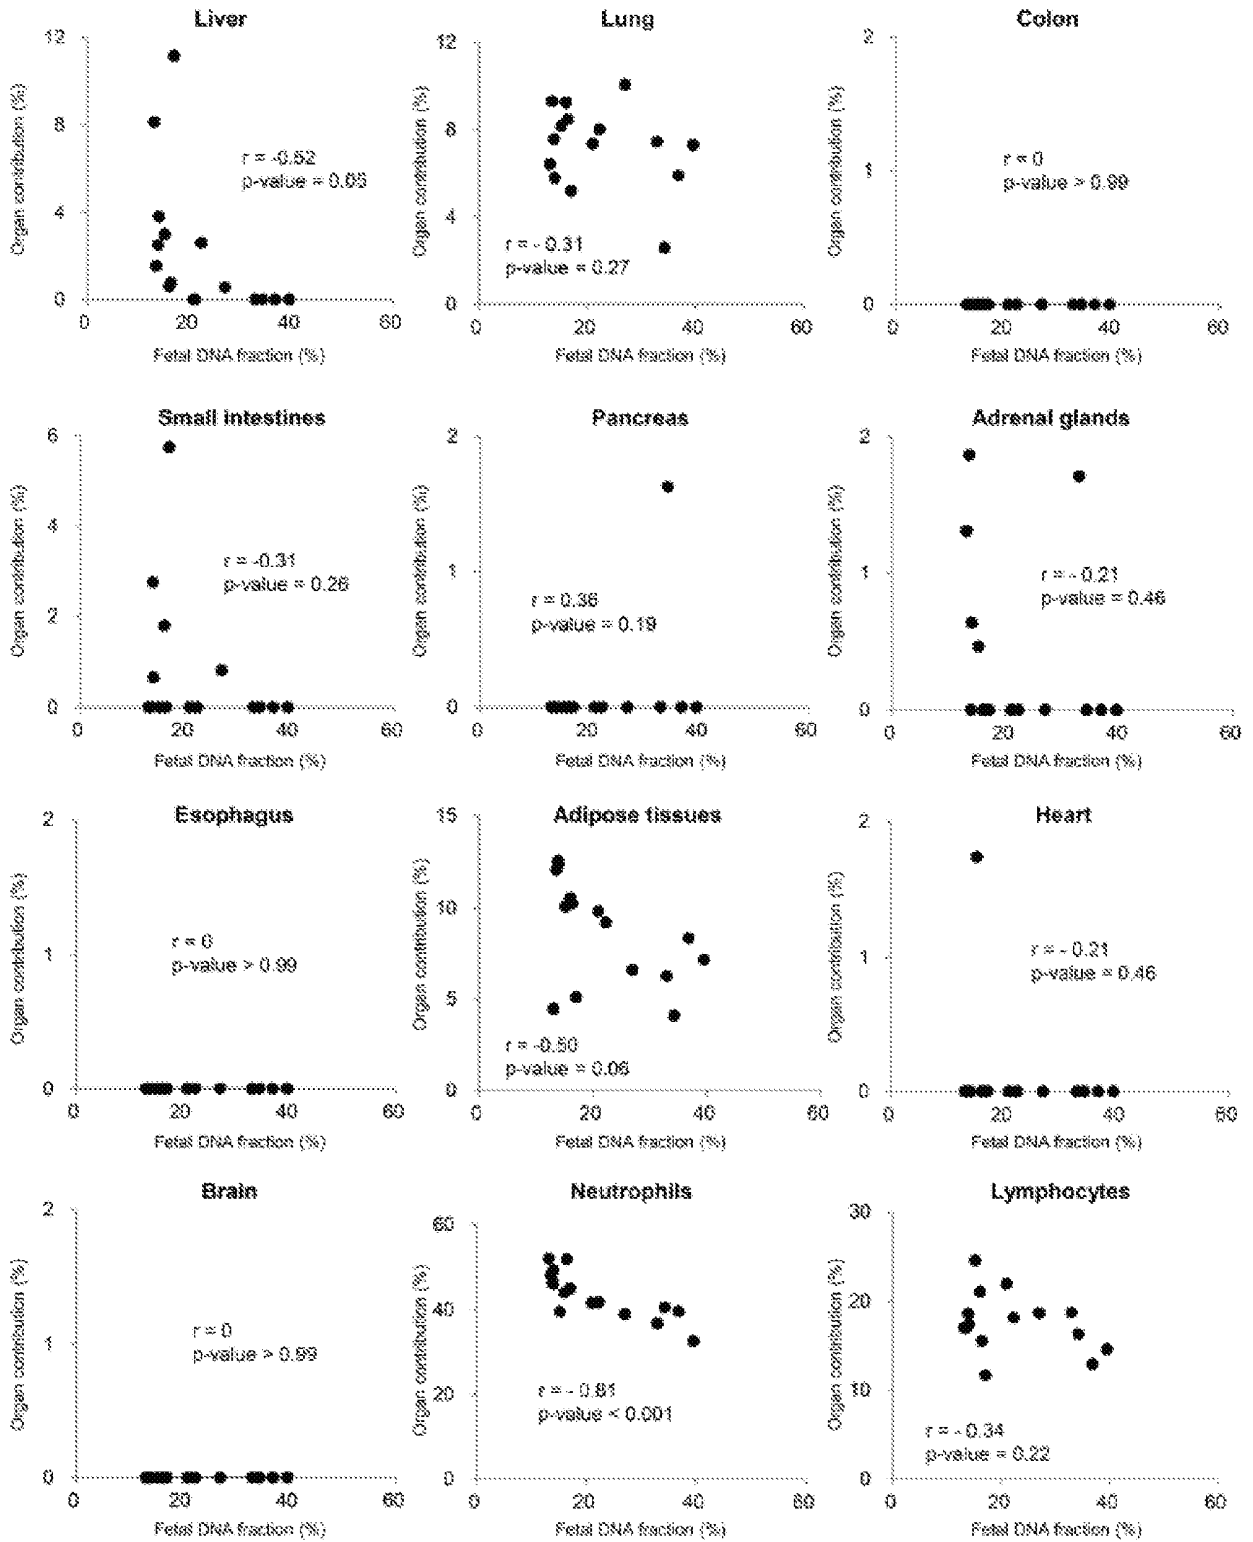 Liver
12
8
4
0
0
20
40
60
Organ contribution (%)
r = -0.52
p-value = 0.05
Fetal DNA fraction (%)
Lung
12
8
4
0
0
20
40
60
Organ contribution (%)
r = - 0.31
p-value = 0.27
Fetal DNA fraction (%)
Colon
2
1
0
0
20
40
60
Organ contribution (%)
r = 0
p-value > 0.99
Fetal DNA fraction (%)
Small intestines
6
4
2
0
0
20
40
60
Organ contribution (%)
r = -0.31
p-value = 0.26
Fetal DNA fraction (%)
Pancreas
2
1
0
0
20
40
60
Organ contribution (%)
r = 0.36
p-value = 0.19
Fetal DNA fraction (%)
Adrenal glands
2
1
0
0
20
40
60
Organ contribution (%)
r = - 0.21
p-value = 0.46
Fetal DNA fraction (%)
Esophagus
2
1
0
0
20
40
60
Organ contribution (%)
r = 0
p-value > 0.99
Fetal DNA fraction (%)
Adipose tissues
15
10
5
0
0
20
40
60
Organ contribution (%)
r = -0.50
p-value = 0.06
Fetal DNA fraction (%)
Heart
2
1
0
0
20
40
60
Organ contribution (%)
r = - 0.21
p-value = 0.46
Fetal DNA fraction (%)
Brain
2
1
0
0
20
40
60
Organ contribution (%)
r = 0
p-value > 0.99
Fetal DNA fraction (%)
Neutrophils
60
40
20
0
0
20
40
60
Organ contribution (%)
r = - 0.81
p-value < 0.001
Fetal DNA fraction (%)
Lymphocytes
30
20
10
0
0
20
40
60
Organ contribution (%)
r = - 0.34
p-value = 0.22
Fetal DNA fraction (%)